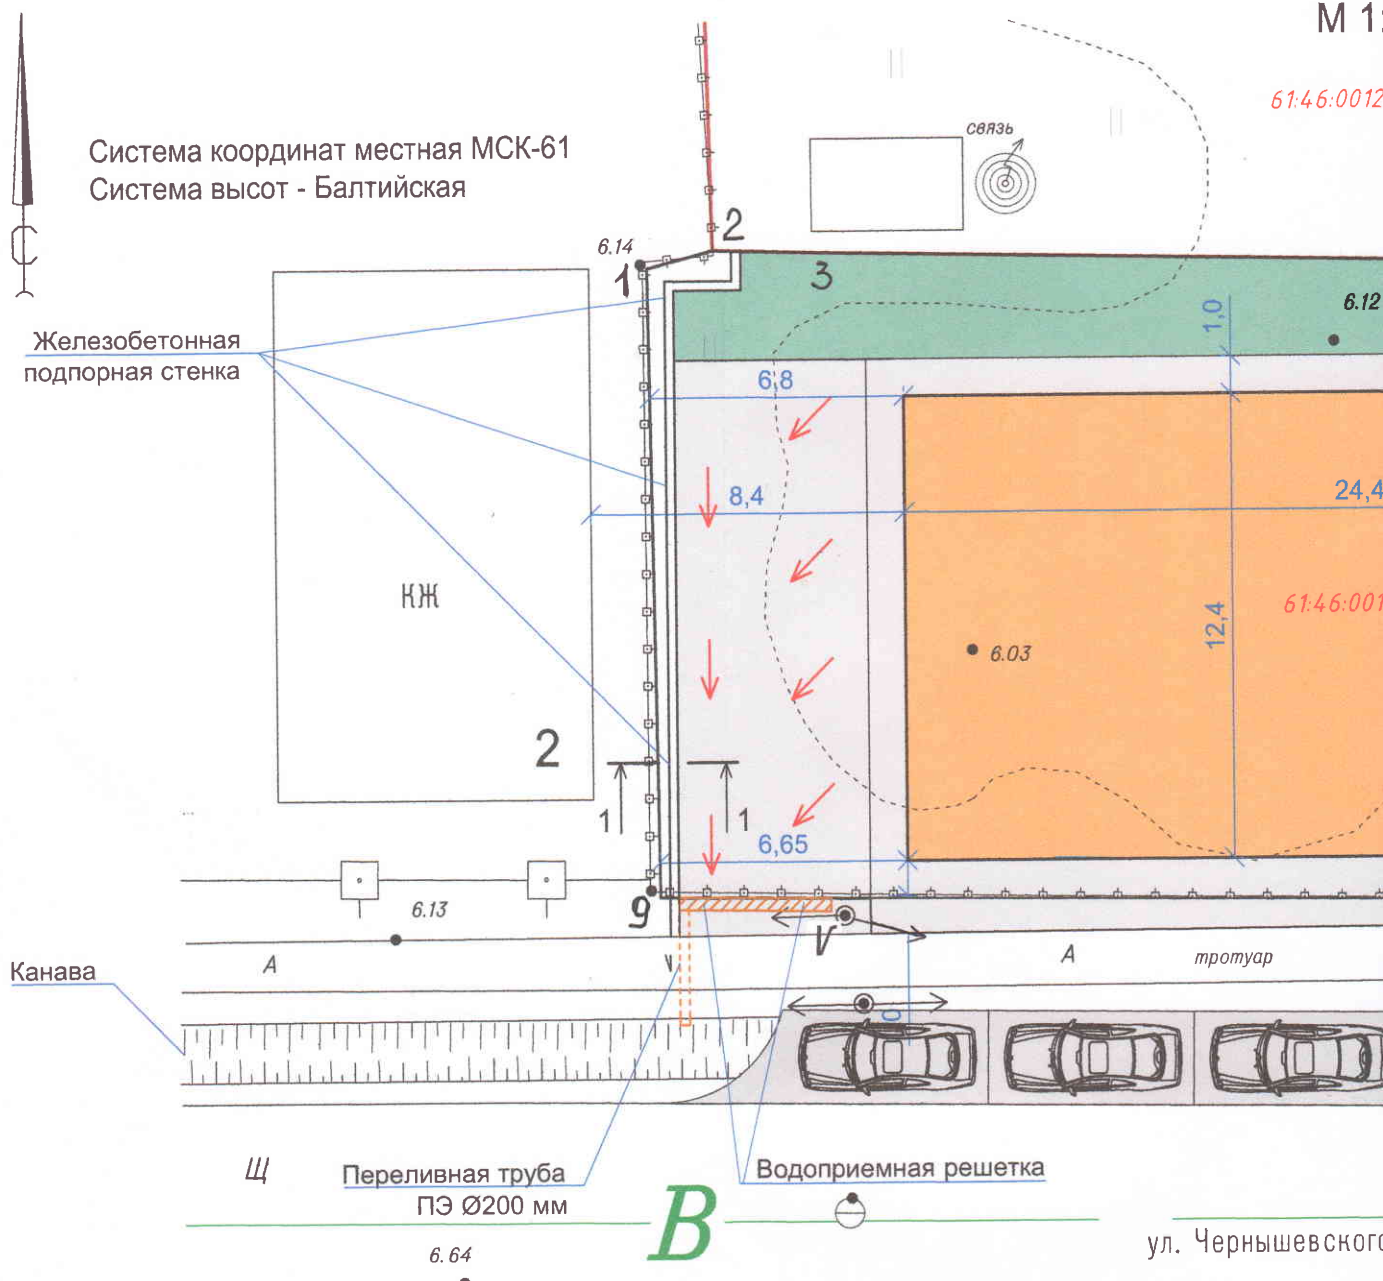 М 1:
61:46:0012
связь
Система координат местная МСК-61
Система высот - Балтийская
С
2
6.14
1
3
1,0
6.12
Железобетонная
подпорная стенка
6,8
8,4
24,4
КЖ
12,4
61:46:001
6.03
2
1
1
6,65
9
6.13
V
Канава
А
А
тротуар
0
Щ
Переливная труба
ПЭ Ø200 мм
Водоприемная решетка
В
6.64
ул. Чернышевского